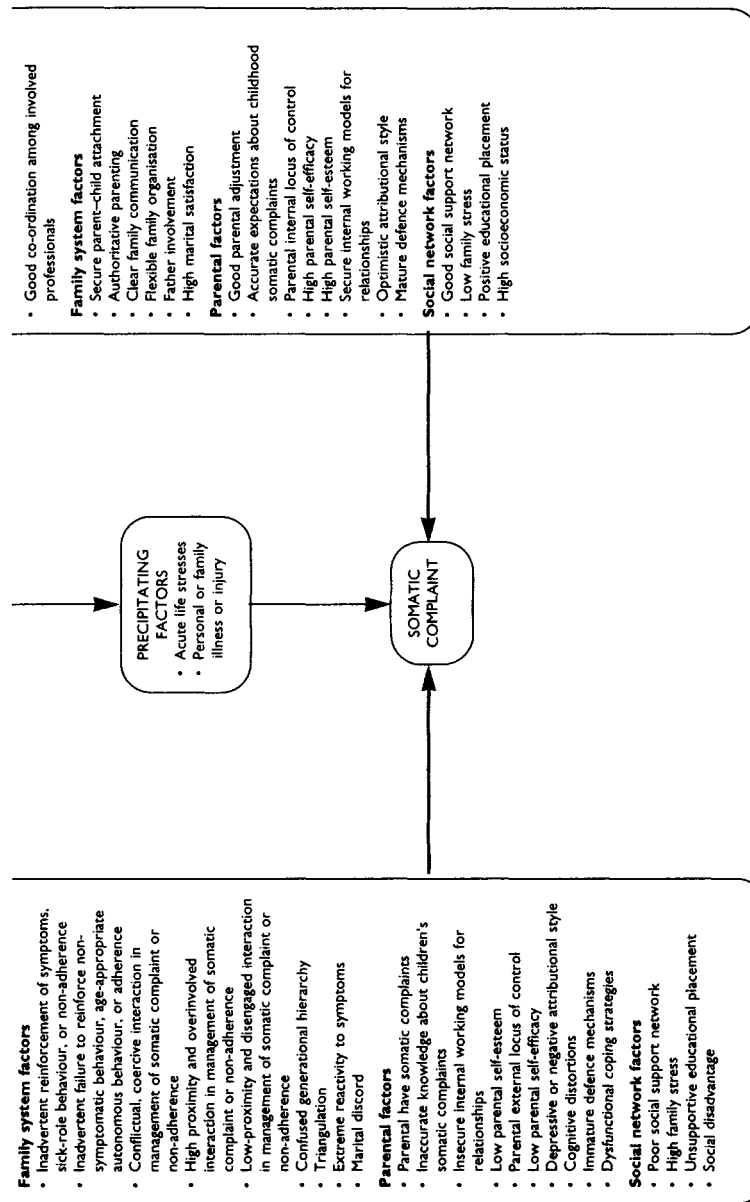 Family system factors
• Inadvertent reinforcement of symptoms,
sick-role behaviour, or non-adherence
• Inadvertent failure to reinforce non-
symptomatic behaviour, age-appropriate
autonomous behaviour, or adherence
• Conflictual, coercive interaction in
management of somatic complaint or
non-adherence
• High proximity and overinvolved
interaction in management of somatic
complaint or non-adherence
• Low-proximity and disengaged interaction
in management of somatic complaint or
non-adherence
• Confused generational hierarchy
• Triangulation
• Extreme reactivity to symptoms
• Marital discord
Parental factors
• Parental have somatic complaints
• Inaccurate knowledge about children's
somatic complaints
• Insecure internal working models for
relationships
• Low parental self-esteem
• Parental external locus of control
• Low parental self-efficacy
• Depressive or negative attributional style
• Cognitive distortions
• Immature defence mechanisms
• Dysfunctional coping strategies
Social network factors
• Poor social support network
• High family stress
• Unsupportive educational placement
• Social disadvantage
PRECIPITATING
FACTORS
• Acute life stresses
• Personal or family
illness or injury
SOMATIC
COMPLAINT
• Good co-ordination among involved
professionals
Family system factors
• Secure parent–child attachment
• Authoritative parenting
• Clear family communication
• Flexible family organisation
• Father involvement
• High marital satisfaction
Parental factors
• Good parental adjustment
• Accurate expectations about childhood
somatic complaints
• Parental internal locus of control
• High parental self-efficacy
• High parental self-esteem
• Secure internal working models for
relationships
• Optimistic attributional style
• Mature defence mechanisms
Social network factors
• Good social support network
• Low family stress
• Positive educational placement
• High socioeconomic status